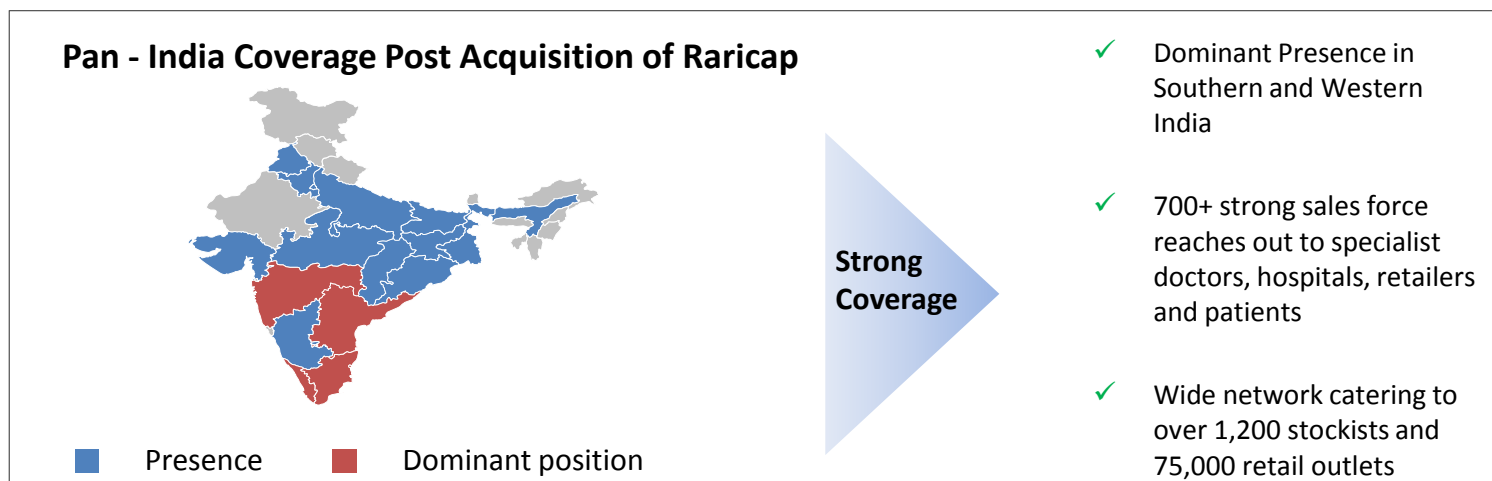 Pan - India Coverage Post Acquisition of Raricap
Presence
Dominant position
Strong
Coverage
✓ Dominant Presence in
Southern and Western
India
✓ 700+ strong sales force
reaches out to specialist
doctors, hospitals, retailers
and patients
✓ Wide network catering to
over 1,200 stockists and
75,000 retail outlets